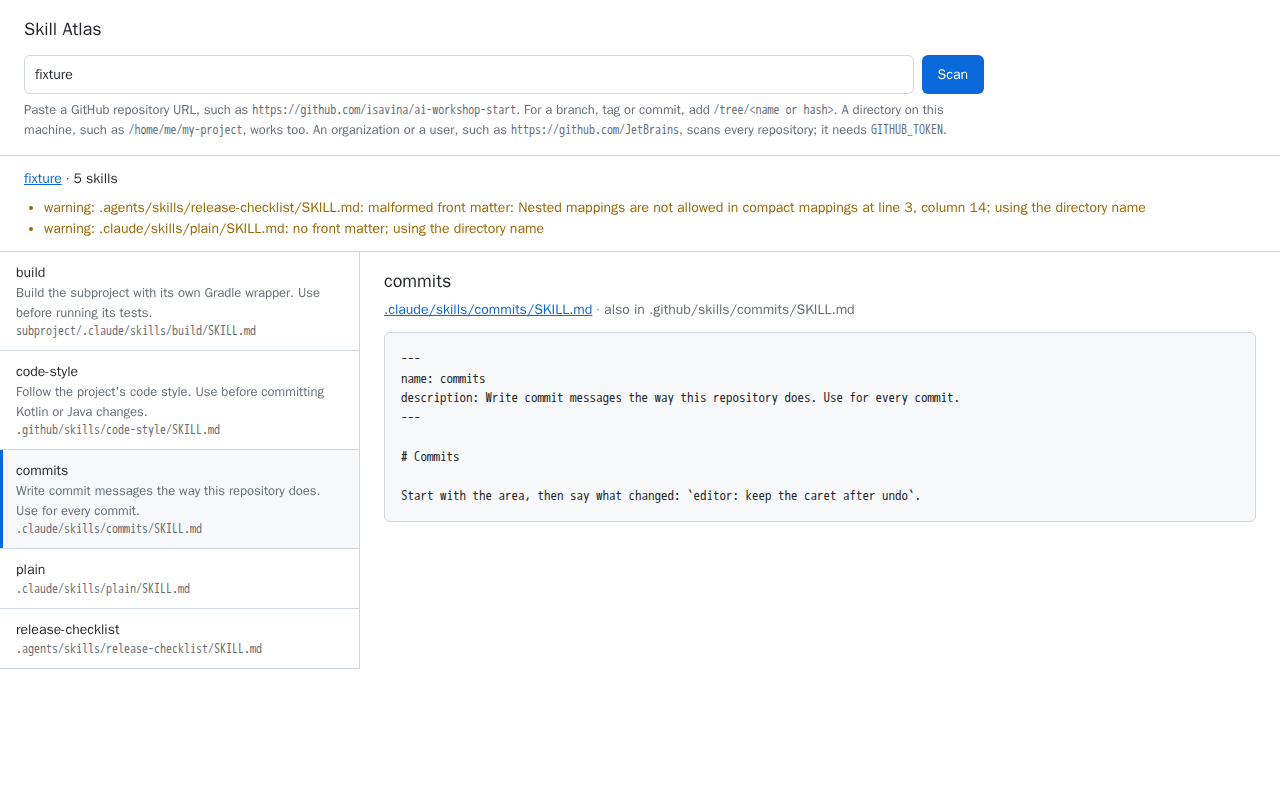 Skill Atlas
fixture
Scan
Paste a GitHub repository URL, such as https://github.com/isavina/ai-workshop-start. For a branch, tag or commit, add /tree/<name or hash>. A directory on this
machine, such as /home/me/my-project, works too. An organization or a user, such as https://github.com/JetBrains, scans every repository; it needs GITHUB_TOKEN.
fixture · 5 skills
• warning: .agents/skills/release-checklist/SKILL.md: malformed front matter: Nested mappings are not allowed in compact mappings at line 3, column 14; using the directory name
• warning: .claude/skills/plain/SKILL.md: no front matter; using the directory name
build
Build the subproject with its own Gradle wrapper. Use
before running its tests.
subproject/.claude/skills/build/SKILL.md
code-style
Follow the project's code style. Use before committing
Kotlin or Java changes.
.github/skills/code-style/SKILL.md
commits
Write commit messages the way this repository does.
Use for every commit.
.claude/skills/commits/SKILL.md
plain
.claude/skills/plain/SKILL.md
release-checklist
.agents/skills/release-checklist/SKILL.md
commits
.claude/skills/commits/SKILL.md · also in .github/skills/commits/SKILL.md
---
name: commits
description: Write commit messages the way this repository does. Use for every commit.
---
# Commits
Start with the area, then say what changed: `editor: keep the caret after undo`.